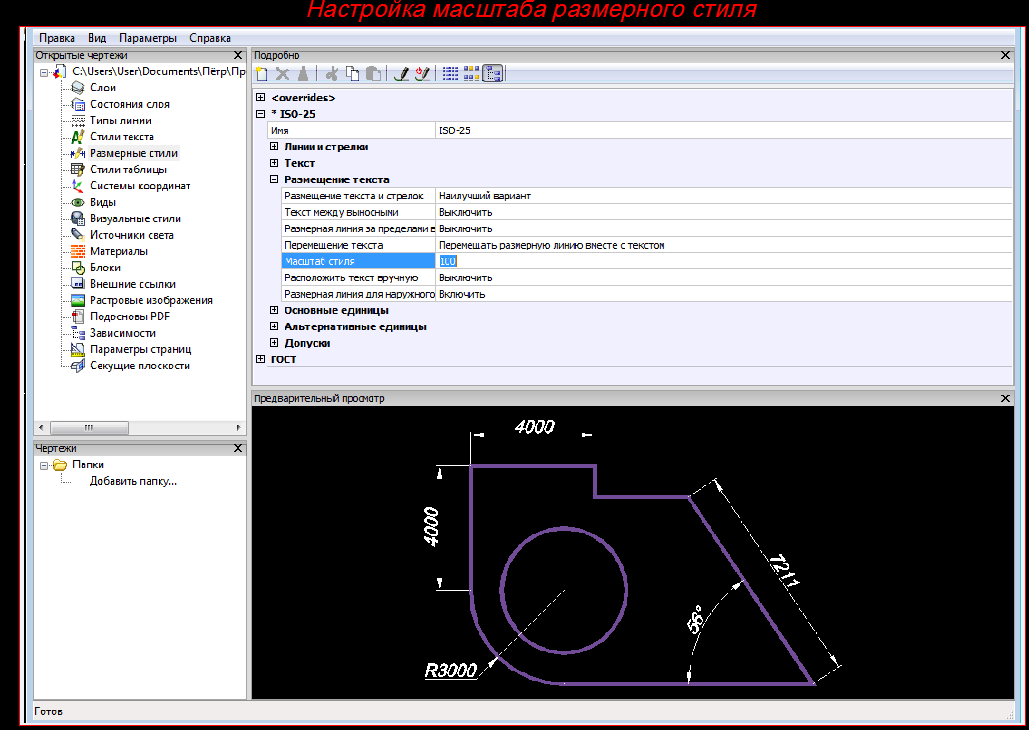 Настройка масштаба размерного стиля
Правка Вид Параметры Справка
Открытые чертежи
C:\Users\User\Documents\Пётр\Пр
Слои
Состояния слоя
Типы линии
Стили текста
Размерные стили
Стили таблицы
Системы координат
Виды
Визуальные стили
Источники света
Материалы
Блоки
Внешние ссылки
Растровые изображения
Подосновы PDF
Зависимости
Параметры страниц
Секущие плоскости
Чертежи
Папки
Добавить папку...
Подробно
<overrides>
* ISO-25
Имя ISO-25
Линии и стрелки
Текст
Размещение текста
Размещение текста и стрелок Наилучший вариант
Текст между выносными Выключить
Размерная линия за пределами в Выключить
Перемещение текста Перемещать размерную линию вместе с текстом
Масштаб стиля 100
Расположить текст вручную Выключить
Размерная линия для наружного Включить
Основные единицы
Альтернативные единицы
Допуски
ГОСТ
Предварительный просмотр
4000
4000
7211
56°
R3000
Готов